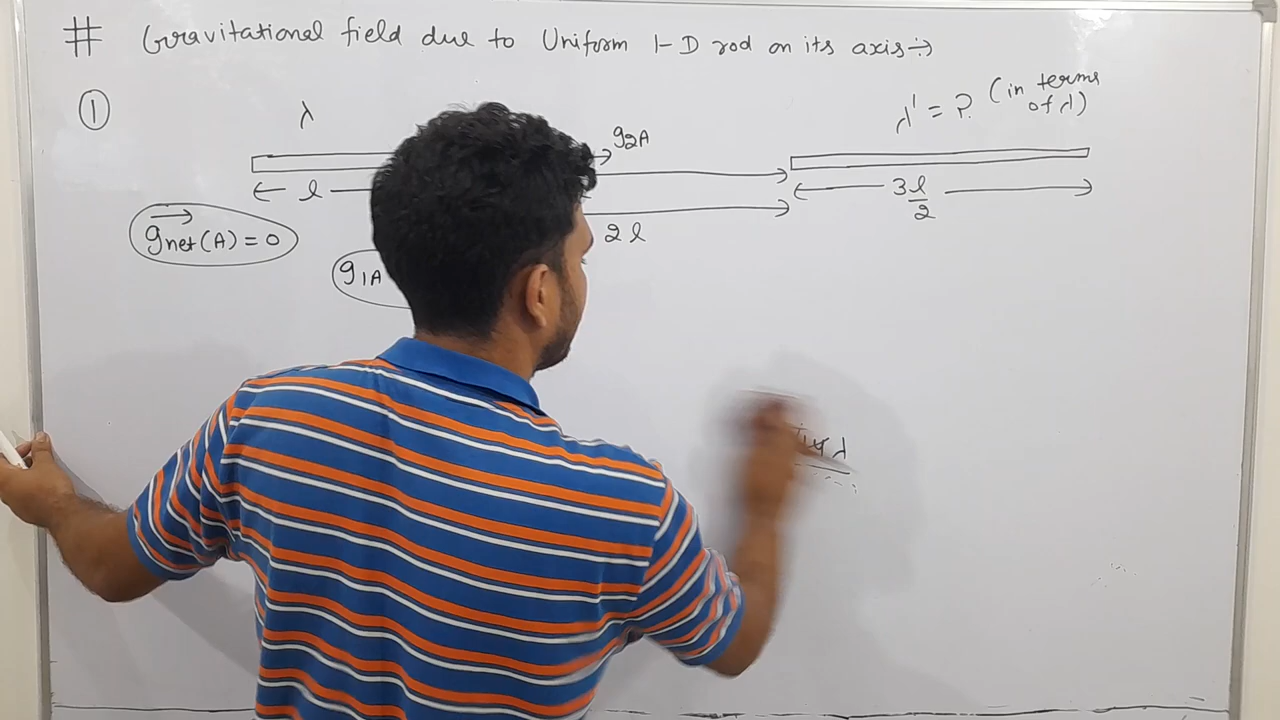 # Gravitational field due to Uniform 1-D rod on its axis :→
① λ g2A λ' = ? (in terms of λ)
l 2l 3l/2
g⃗net(A) = 0
g1A
λ